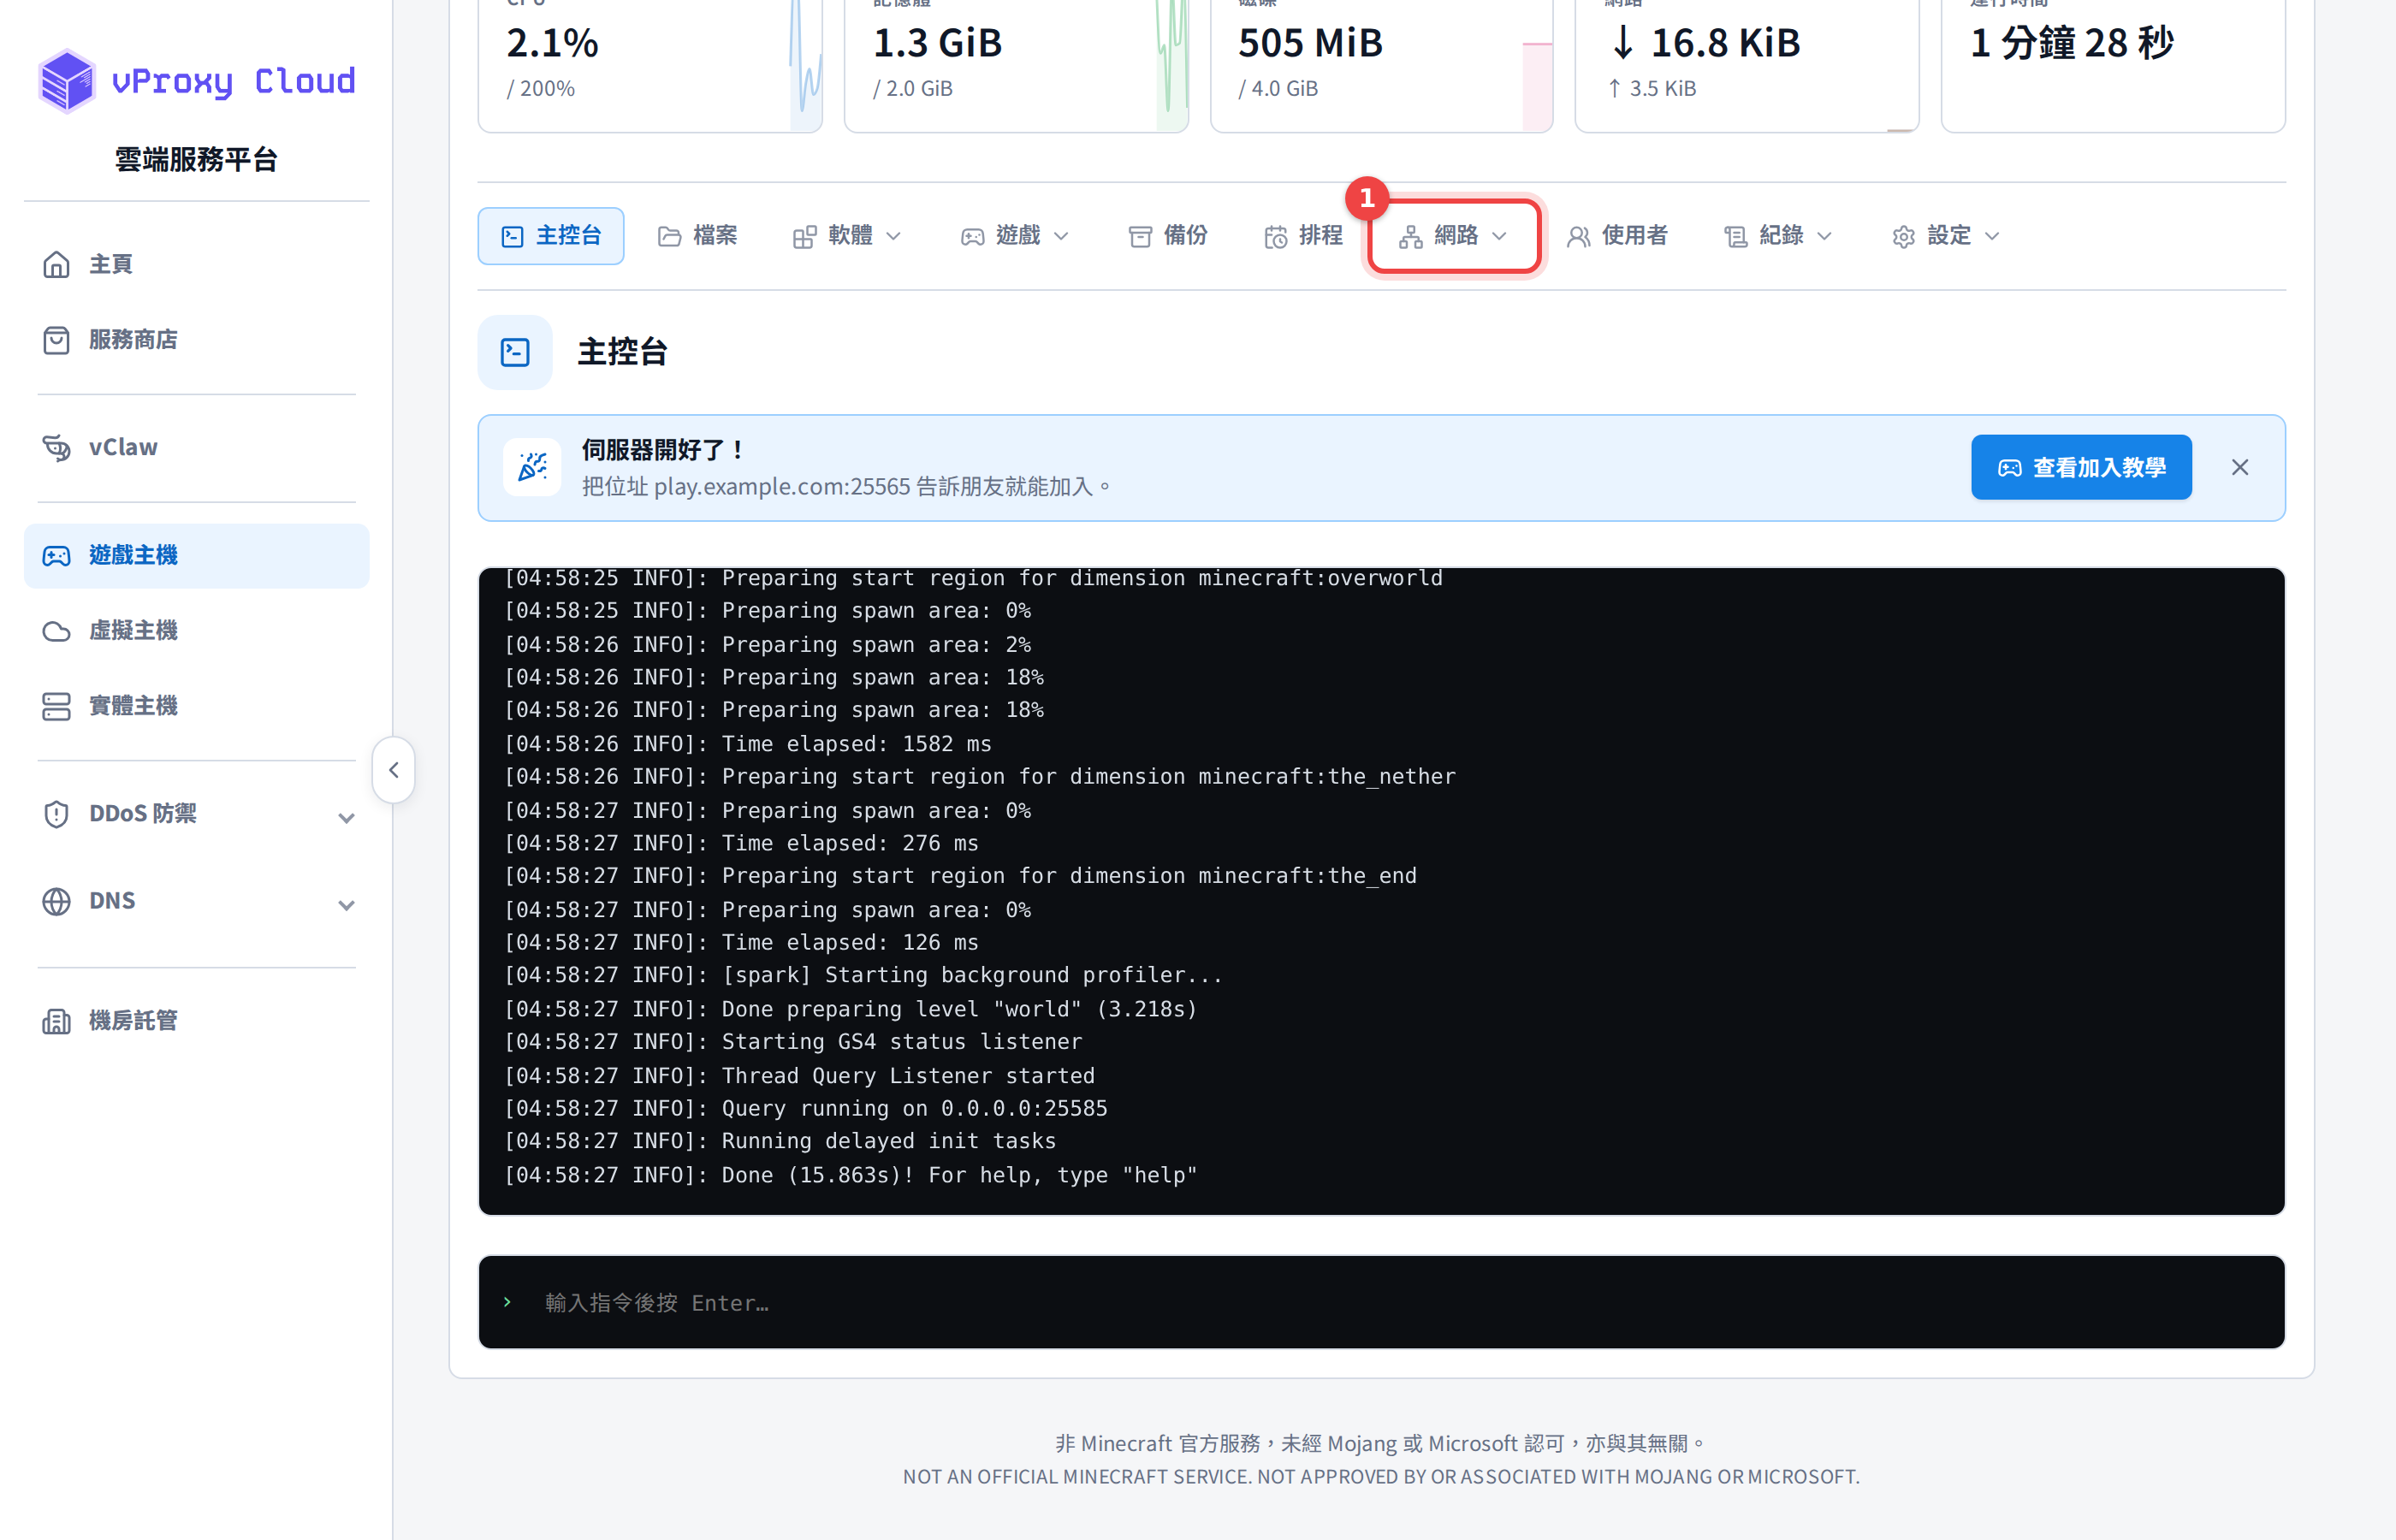 vProxy Cloud
雲端服務平台
主頁
服務商店
vClaw
遊戲主機
虛擬主機
實體主機
DDoS 防禦
DNS
機房託管
CPU
2.1%
/ 200%
記憶體
1.3 GiB
/ 2.0 GiB
磁碟
505 MiB
/ 4.0 GiB
網路
↓ 16.8 KiB
↑ 3.5 KiB
運行時間
1 分鐘 28 秒
1
主控台 檔案 軟體 遊戲 備份 排程 網路 使用者 紀錄 設定
主控台
伺服器開好了！
把位址 play.example.com:25565 告訴朋友就能加入。
查看加入教學
[04:58:25 INFO]: Preparing start region for dimension minecraft:overworld
[04:58:25 INFO]: Preparing spawn area: 0%
[04:58:26 INFO]: Preparing spawn area: 2%
[04:58:26 INFO]: Preparing spawn area: 18%
[04:58:26 INFO]: Preparing spawn area: 18%
[04:58:26 INFO]: Time elapsed: 1582 ms
[04:58:26 INFO]: Preparing start region for dimension minecraft:the_nether
[04:58:27 INFO]: Preparing spawn area: 0%
[04:58:27 INFO]: Time elapsed: 276 ms
[04:58:27 INFO]: Preparing start region for dimension minecraft:the_end
[04:58:27 INFO]: Preparing spawn area: 0%
[04:58:27 INFO]: Time elapsed: 126 ms
[04:58:27 INFO]: [spark] Starting background profiler...
[04:58:27 INFO]: Done preparing level "world" (3.218s)
[04:58:27 INFO]: Starting GS4 status listener
[04:58:27 INFO]: Thread Query Listener started
[04:58:27 INFO]: Query running on 0.0.0.0:25585
[04:58:27 INFO]: Running delayed init tasks
[04:58:27 INFO]: Done (15.863s)! For help, type "help"
› 輸入指令後按 Enter…
非 Minecraft 官方服務，未經 Mojang 或 Microsoft 認可，亦與其無關。
NOT AN OFFICIAL MINECRAFT SERVICE. NOT APPROVED BY OR ASSOCIATED WITH MOJANG OR MICROSOFT.